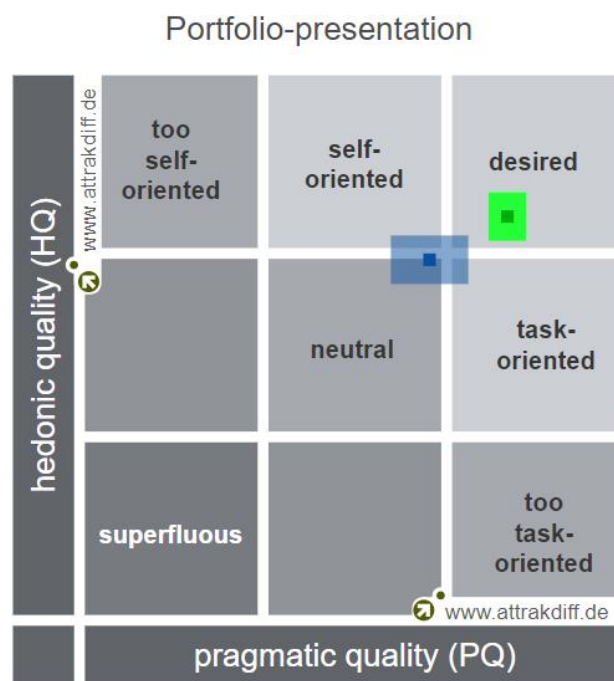 Portfolio-presentation
www.attrakdiff.de
too
self-
oriented
self-
oriented
desired
hedonic quality (HQ)
neutral
task-
oriented
superfluous
too
task-
oriented
www.attrakdiff.de
pragmatic quality (PQ)